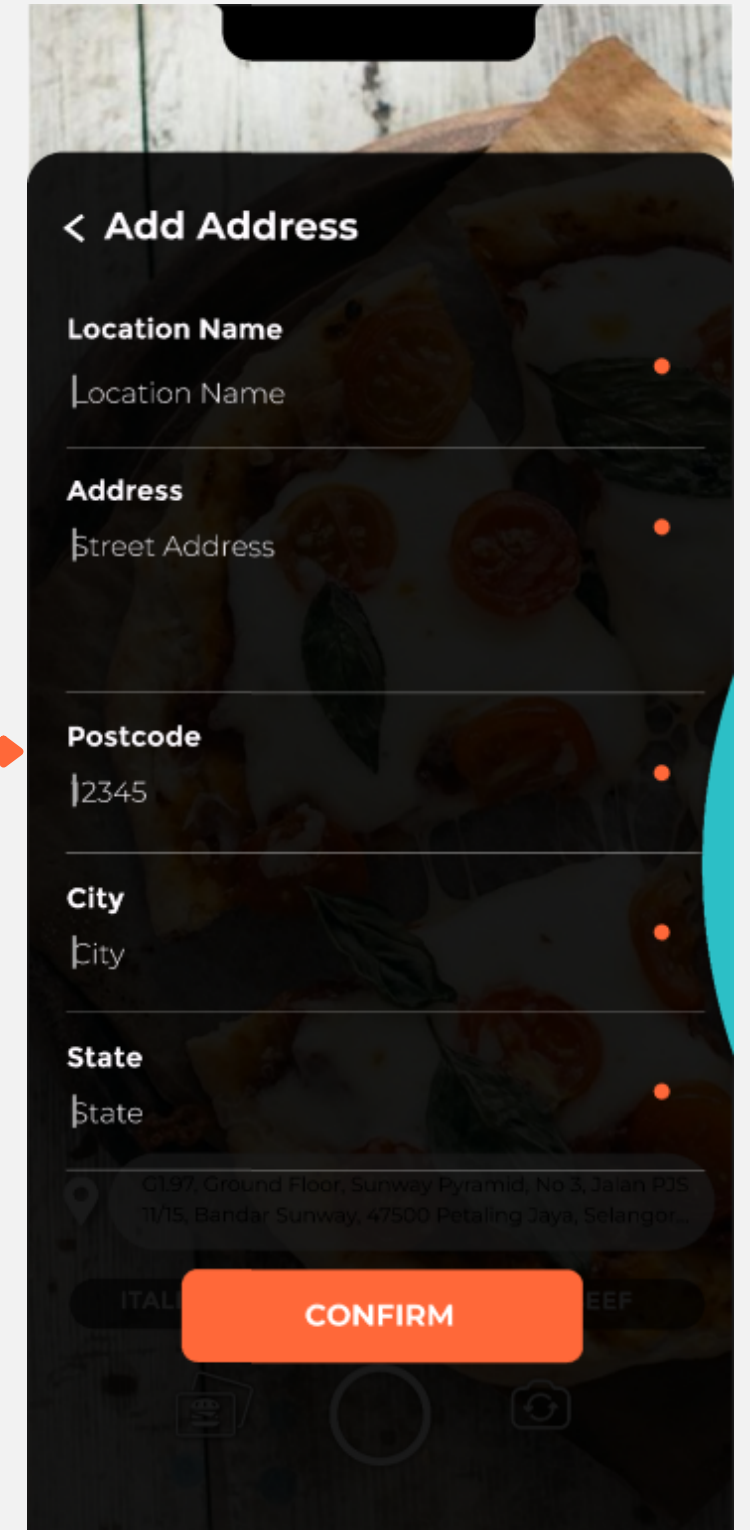 < Add Address
Location Name
Location Name
Address
Street Address
Postcode
12345
City
City
State
State
G1.97, Ground Floor, Sunway Pyramid, No 3, Jalan PJS
11/15, Bandar Sunway, 47500 Petaling Jaya, Selangor...
CONFIRM